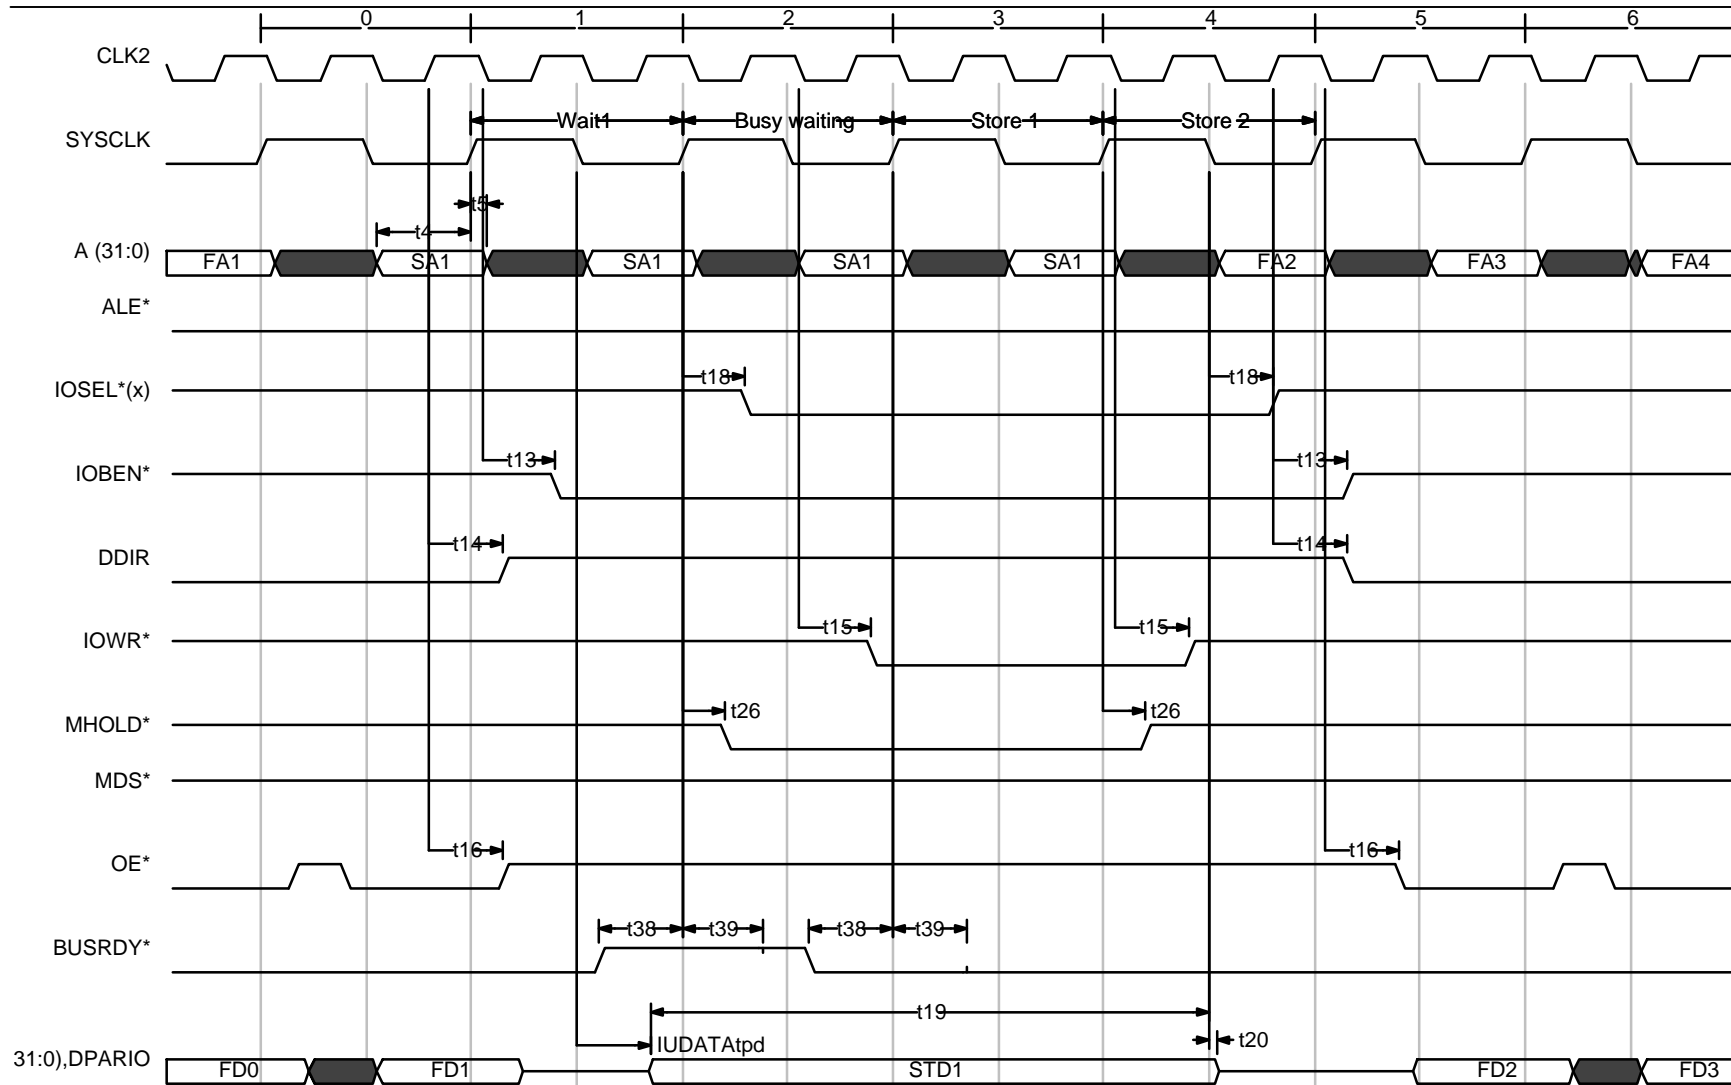 0 1 2 3 4 5 6
CLK2
Wait1 Busy waiting Store 1 Store 2
SYSCLK
t5
t4
A (31:0)
FA1 SA1 SA1 SA1 SA1 FA2 FA3 FA4
ALE*
t18 t18
IOSEL*(x)
t13 t13
IOBEN*
t14 t14
DDIR
t15 t15
IOWR*
t26 t26
MHOLD*
MDS*
t16 t16
OE*
t38 t39 t38 t39
BUSRDY*
t19
IUDATAtpd t20
31:0),DPARIO
FD0 FD1 STD1 FD2 FD3